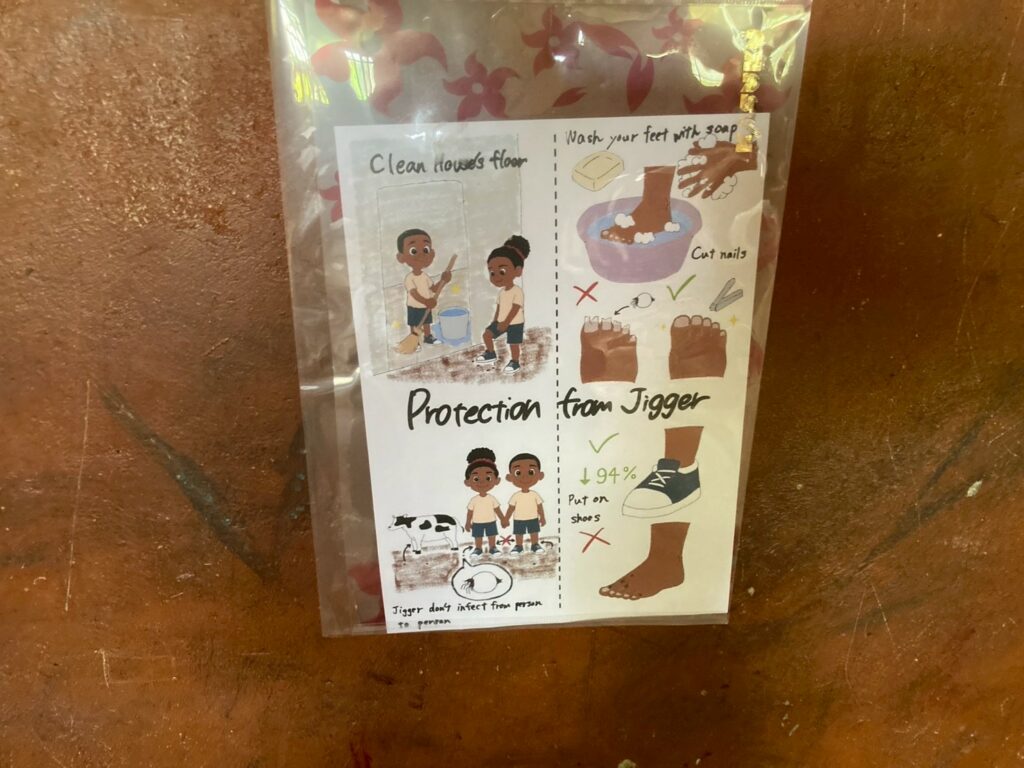 Clean House's floor
Wash your feet with soap
Cut nails
Protection from Jigger
↓94%
Put on
shoes
Jigger don't infect from person
to person